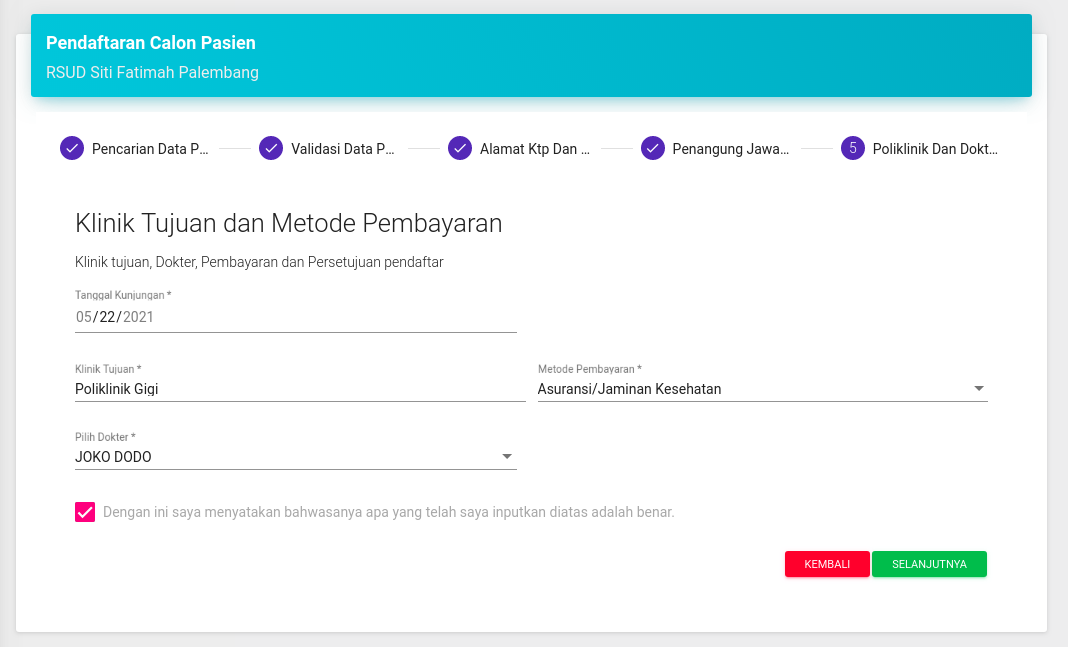 Pendaftaran Calon Pasien
RSUD Siti Fatimah Palembang
Pencarian Data P...
Validasi Data P...
Alamat Ktp Dan ...
Penangung Jawa...
5 Poliklinik Dan Dokt...
Klinik Tujuan dan Metode Pembayaran
Klinik tujuan, Dokter, Pembayaran dan Persetujuan pendaftar
Tanggal Kunjungan *
05/22/2021
Klinik Tujuan *
Poliklinik Gigi
Metode Pembayaran *
Asuransi/Jaminan Kesehatan
Pilih Dokter *
JOKO DODO
Dengan ini saya menyatakan bahwasanya apa yang telah saya inputkan diatas adalah benar.
KEMBALI
SELANJUTNYA